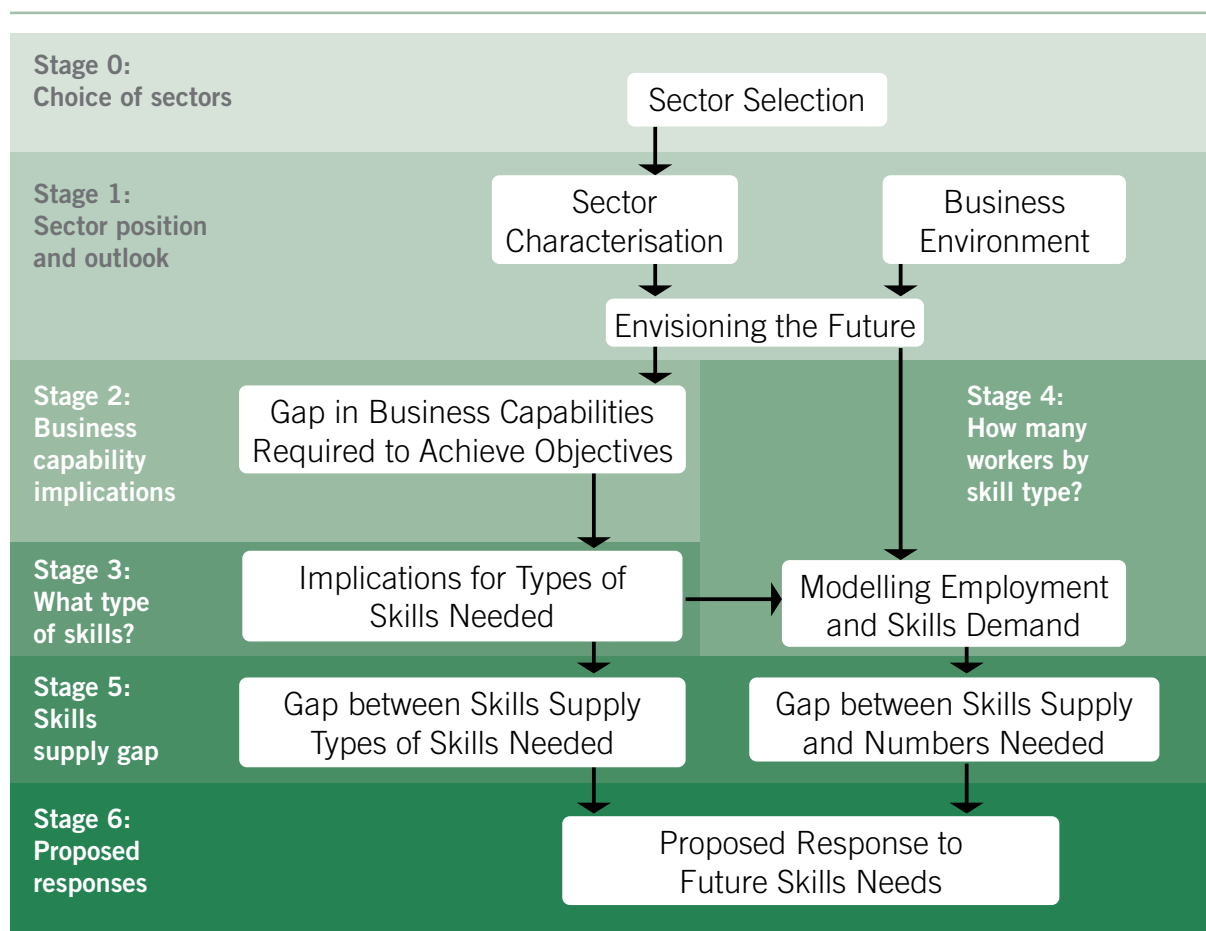 Stage 0:
Choice of sectors
Sector Selection
Stage 1:
Sector position
and outlook
Sector
Characterisation
Business
Environment
Envisioning the Future
Stage 2:
Business
capability
implications
Gap in Business Capabilities
Required to Achieve Objectives
Stage 4:
How many
workers by
skill type?
Stage 3:
What type
of skills?
Implications for Types of
Skills Needed
Modelling Employment
and Skills Demand
Stage 5:
Skills
supply gap
Gap between Skills Supply
Types of Skills Needed
Gap between Skills Supply
and Numbers Needed
Stage 6:
Proposed
responses
Proposed Response to
Future Skills Needs